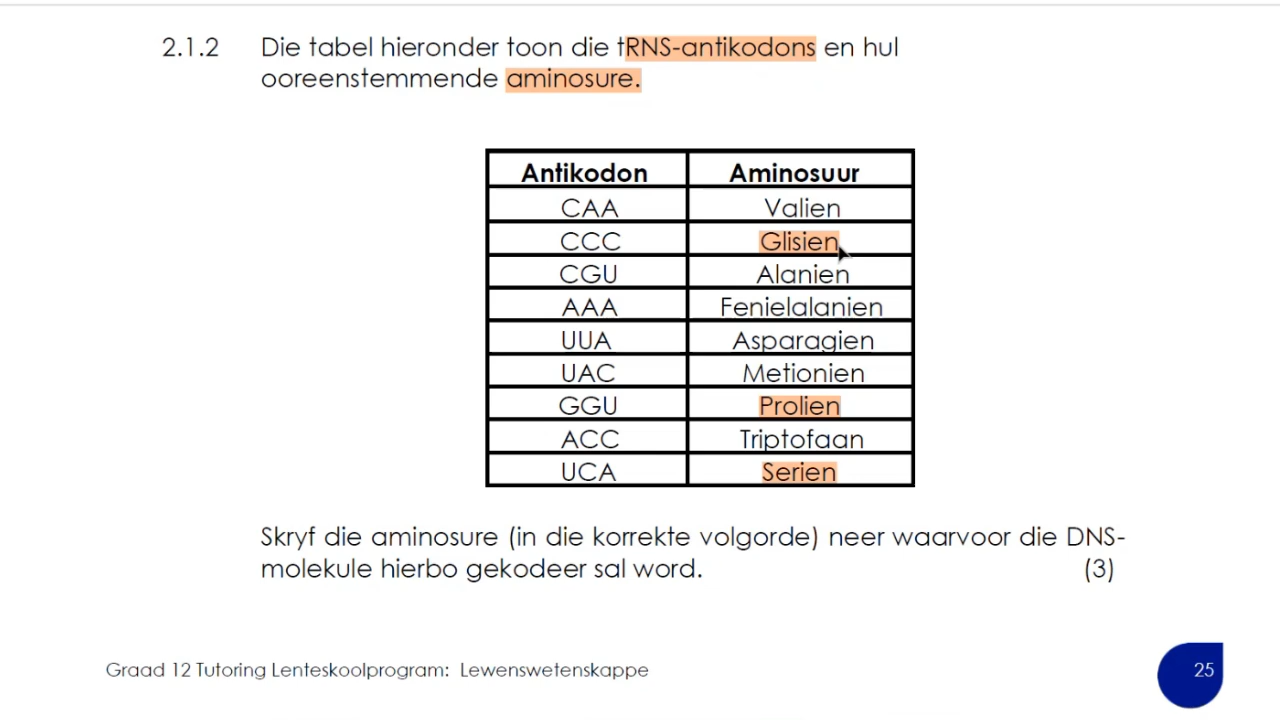 2.1.2 Die tabel hieronder toon die tRNS-antikodons en hul
ooreenstemmende aminosure.
Antikodon Aminosuur
CAA Valien
CCC Glisien
CGU Alanien
AAA Fenielalanien
UUA Asparagien
UAC Metionien
GGU Prolien
ACC Triptofaan
UCA Serien
Skryf die aminosure (in die korrekte volgorde) neer waarvoor die DNS-
molekule hierbo gekodeer sal word. (3)
Graad 12 Tutoring Lenteskoolprogram: Lewenswetenskappe 25